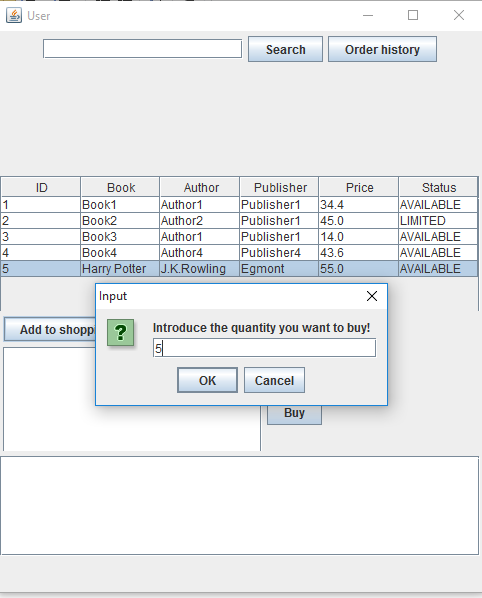 User
Search Order history
ID Book Author Publisher Price Status
1 Book1 Author1 Publisher1 34.4 AVAILABLE
2 Book2 Author2 Publisher1 45.0 LIMITED
3 Book3 Author1 Publisher1 14.0 AVAILABLE
4 Book4 Author4 Publisher4 43.6 AVAILABLE
5 Harry Potter J.K.Rowling Egmont 55.0 AVAILABLE
Input
Introduce the quantity you want to buy!
5
OK Cancel
Add to shopp
Buy